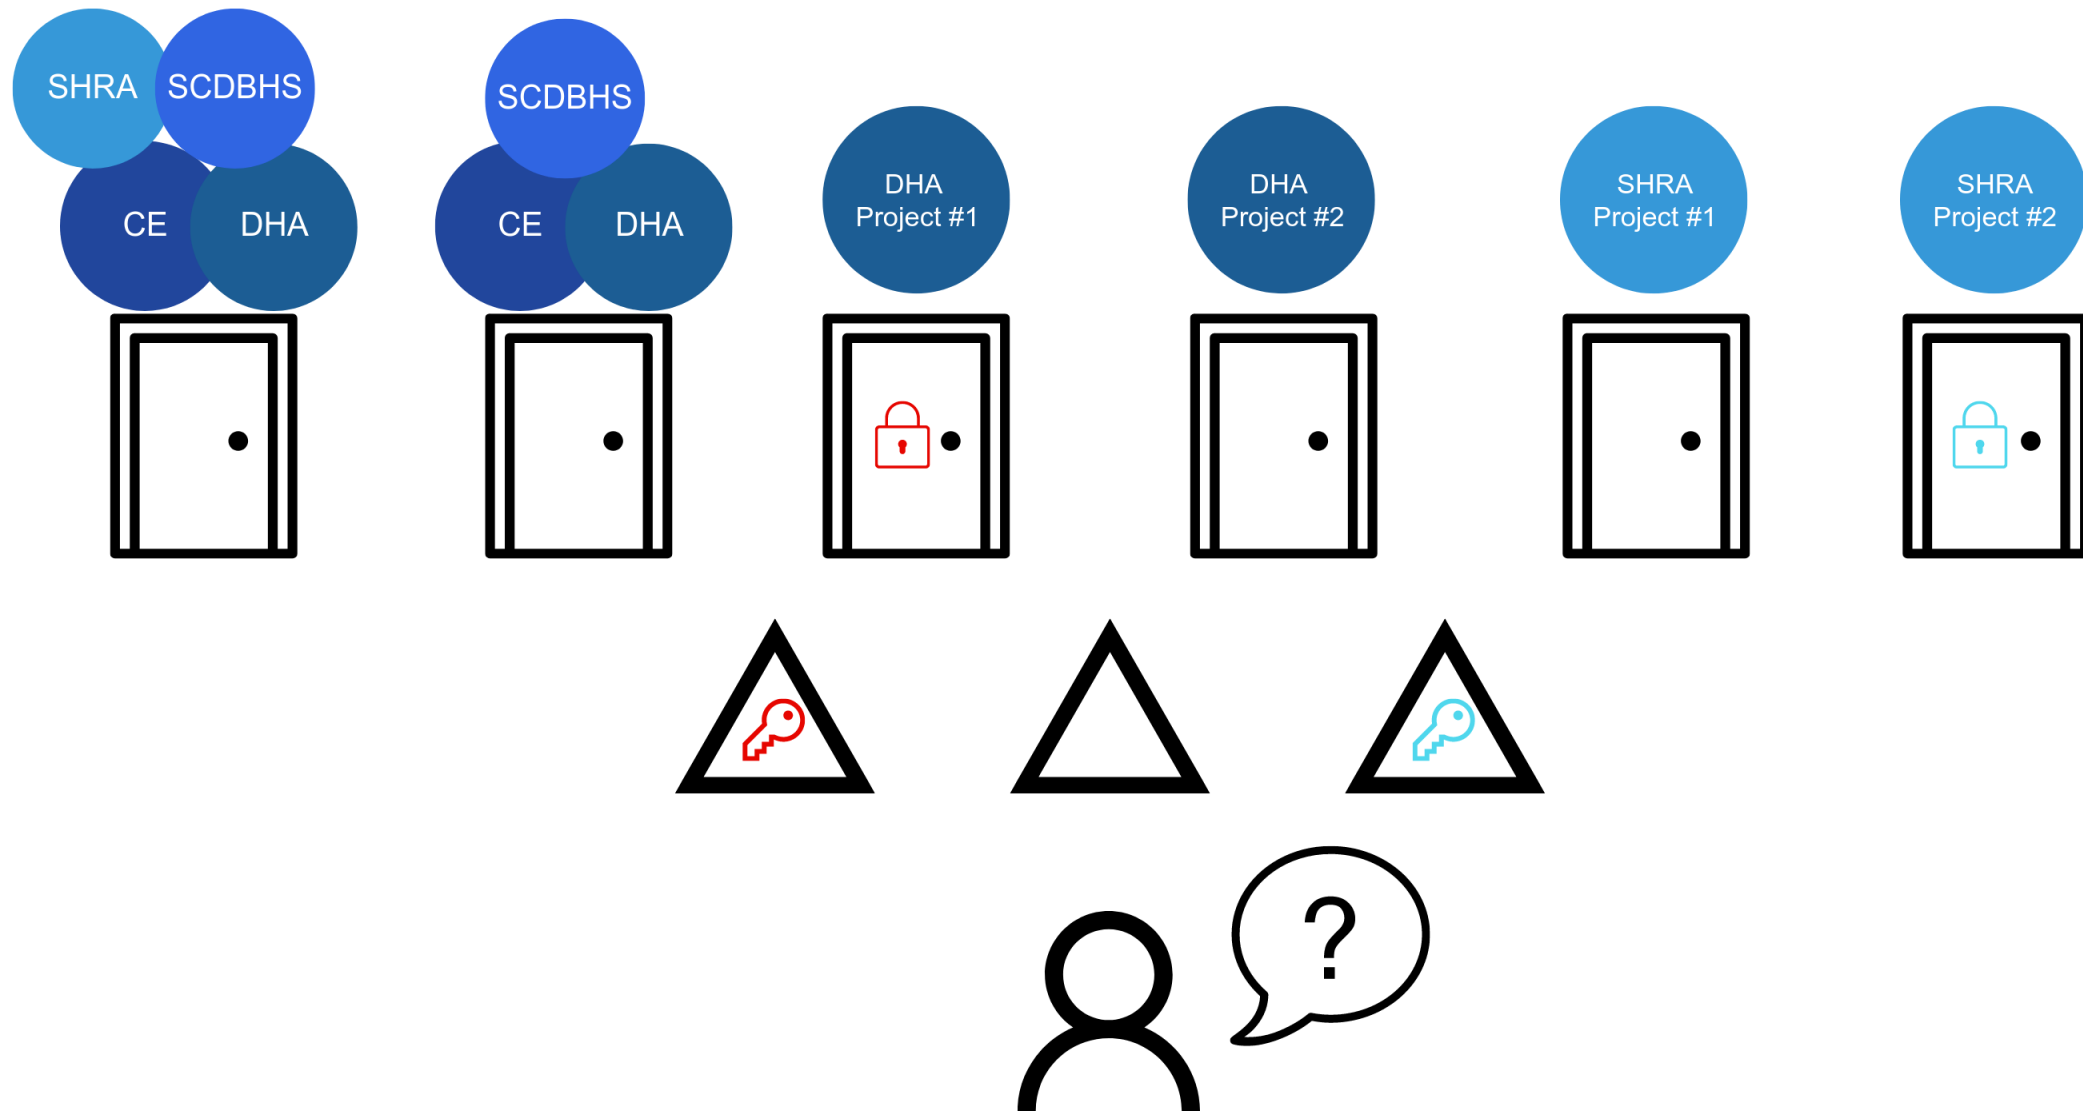 SHRA
SCDBHS
CE
DHA
SCDBHS
CE
DHA
DHA
Project #1
DHA
Project #2
SHRA
Project #1
SHRA
Project #2
?